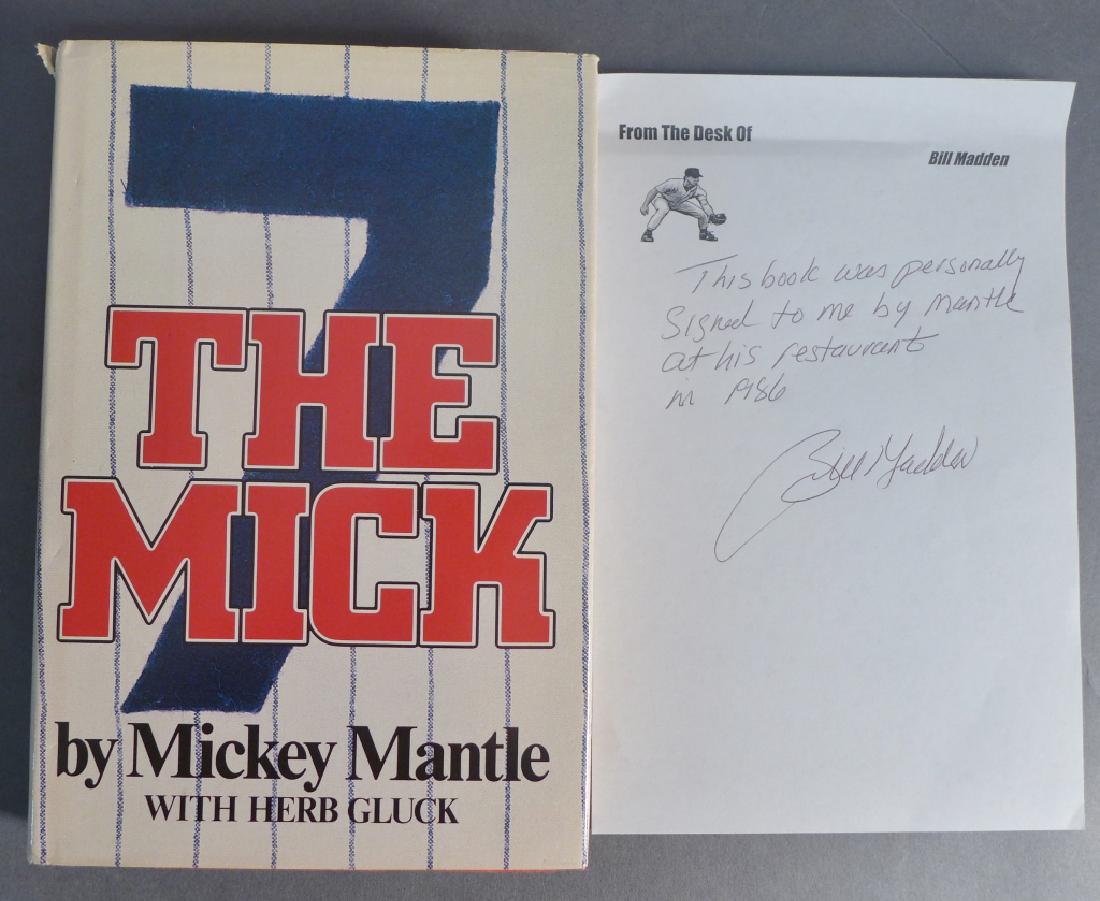 7
THE
MICK
by Mickey Mantle
WITH HERB GLUCK
From The Desk Of
Bill Madden
This book was personally
Signed to me by Mantle
at his restaurant
in 1986
Bill Madden